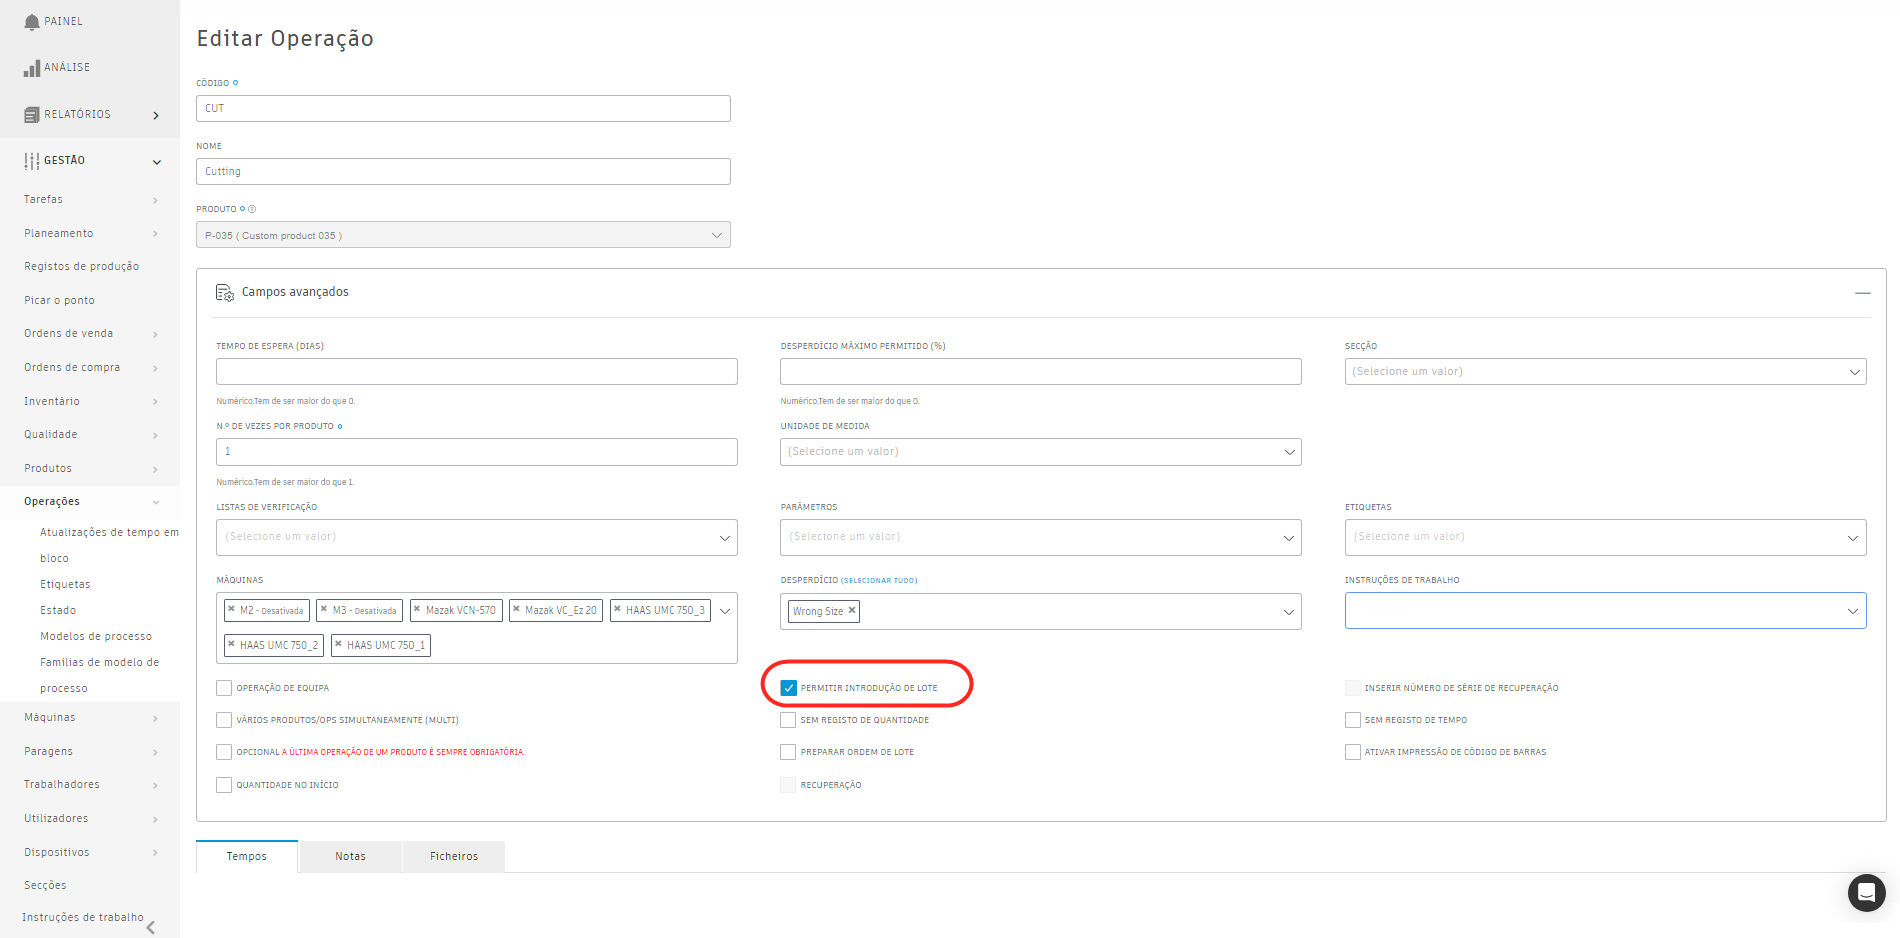 PAINEL
ANÁLISE
RELATÓRIOS
GESTÃO
Tarefas
Planeamento
Registos de produção
Picar o ponto
Ordens de venda
Ordens de compra
Inventário
Qualidade
Produtos
Operações
Atualizações de tempo em
bloco
Etiquetas
Estado
Modelos de processo
Famílias de modelo de
processo
Máquinas
Paragens
Trabalhadores
Utilizadores
Dispositivos
Secções
Instruções de trabalho
Editar Operação
CÓDIGO
CUT
NOME
Cutting
PRODUTO
P-035 ( Custom product 035 )
Campos avançados
TEMPO DE ESPERA (DIAS) DESPERDÍCIO MÁXIMO PERMITIDO (%) SECÇÃO
(Selecione um valor)
Numérico.Tem de ser maior do que 0. Numérico.Tem de ser maior do que 0.
N.º DE VEZES POR PRODUTO UNIDADE DE MEDIDA
1 (Selecione um valor)
Numérico.Tem de ser maior do que 1.
LISTAS DE VERIFICAÇÃO PARÂMETROS ETIQUETAS
(Selecione um valor) (Selecione um valor) (Selecione um valor)
MÁQUINAS DESPERDÍCIO (SELECIONAR TUDO) INSTRUÇÕES DE TRABALHO
M2 - Desativada M3 - Desativada Mazak VCN-570 Mazak VC_Ez 20 HAAS UMC 750_3 Wrong Size
HAAS UMC 750_2 HAAS UMC 750_1
OPERAÇÃO DE EQUIPA PERMITIR INTRODUÇÃO DE LOTE INSERIR NÚMERO DE SÉRIE DE RECUPERAÇÃO
VÁRIOS PRODUTOS/OPS SIMULTANEAMENTE (MULTI) SEM REGISTO DE QUANTIDADE SEM REGISTO DE TEMPO
OPCIONAL A ÚLTIMA OPERAÇÃO DE UM PRODUTO É SEMPRE OBRIGATÓRIA. PREPARAR ORDEM DE LOTE ATIVAR IMPRESSÃO DE CÓDIGO DE BARRAS
QUANTIDADE NO INÍCIO RECUPERAÇÃO
Tempos Notas Ficheiros